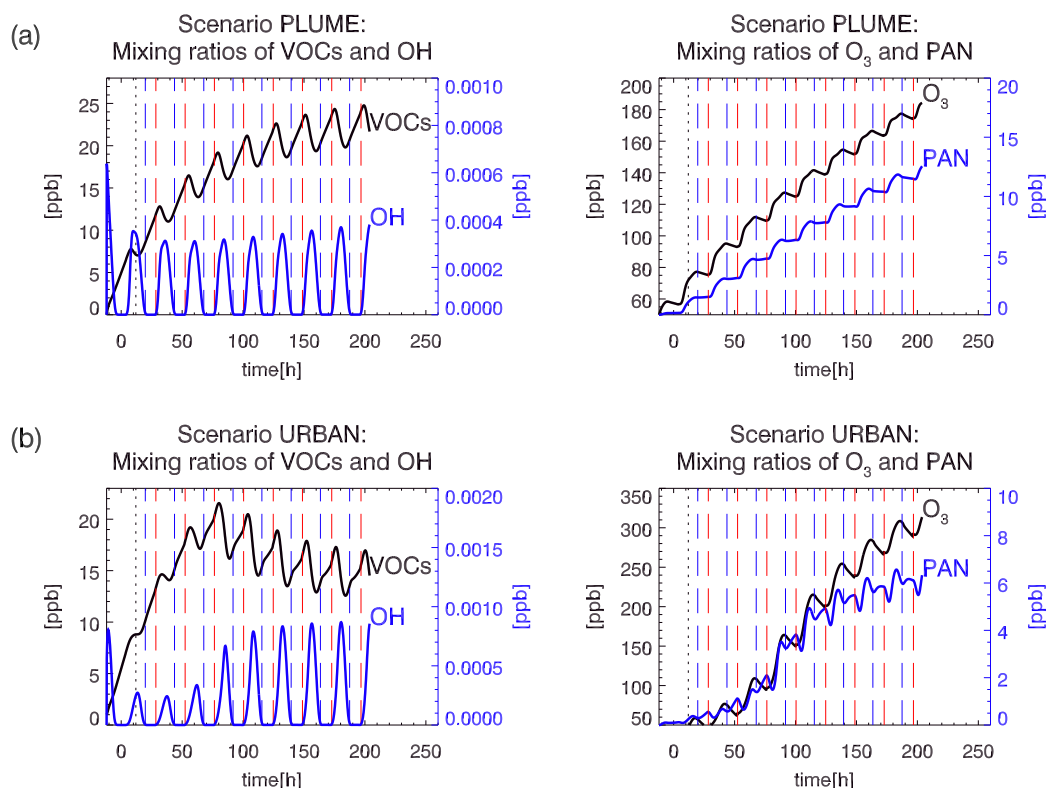 (a)
Scenario PLUME:
Mixing ratios of VOCs and OH
25
20
15
10
5
0
[ppb]
0.0010
0.0008
0.0006
0.0004
0.0002
0.0000
[ppb]
VOCs
OH
0 50 100 150 200 250
time[h]
Scenario PLUME:
Mixing ratios of O3 and PAN
200
180
160
140
120
100
80
60
[ppb]
20
15
10
5
0
[ppb]
O3
PAN
0 50 100 150 200 250
time[h]
(b)
Scenario URBAN:
Mixing ratios of VOCs and OH
20
15
10
5
0
[ppb]
0.0020
0.0015
0.0010
0.0005
0.0000
[ppb]
VOCs
OH
0 50 100 150 200 250
time[h]
Scenario URBAN:
Mixing ratios of O3 and PAN
350
300
250
200
150
100
50
[ppb]
10
8
6
4
2
0
[ppb]
O3
PAN
0 50 100 150 200 250
time[h]